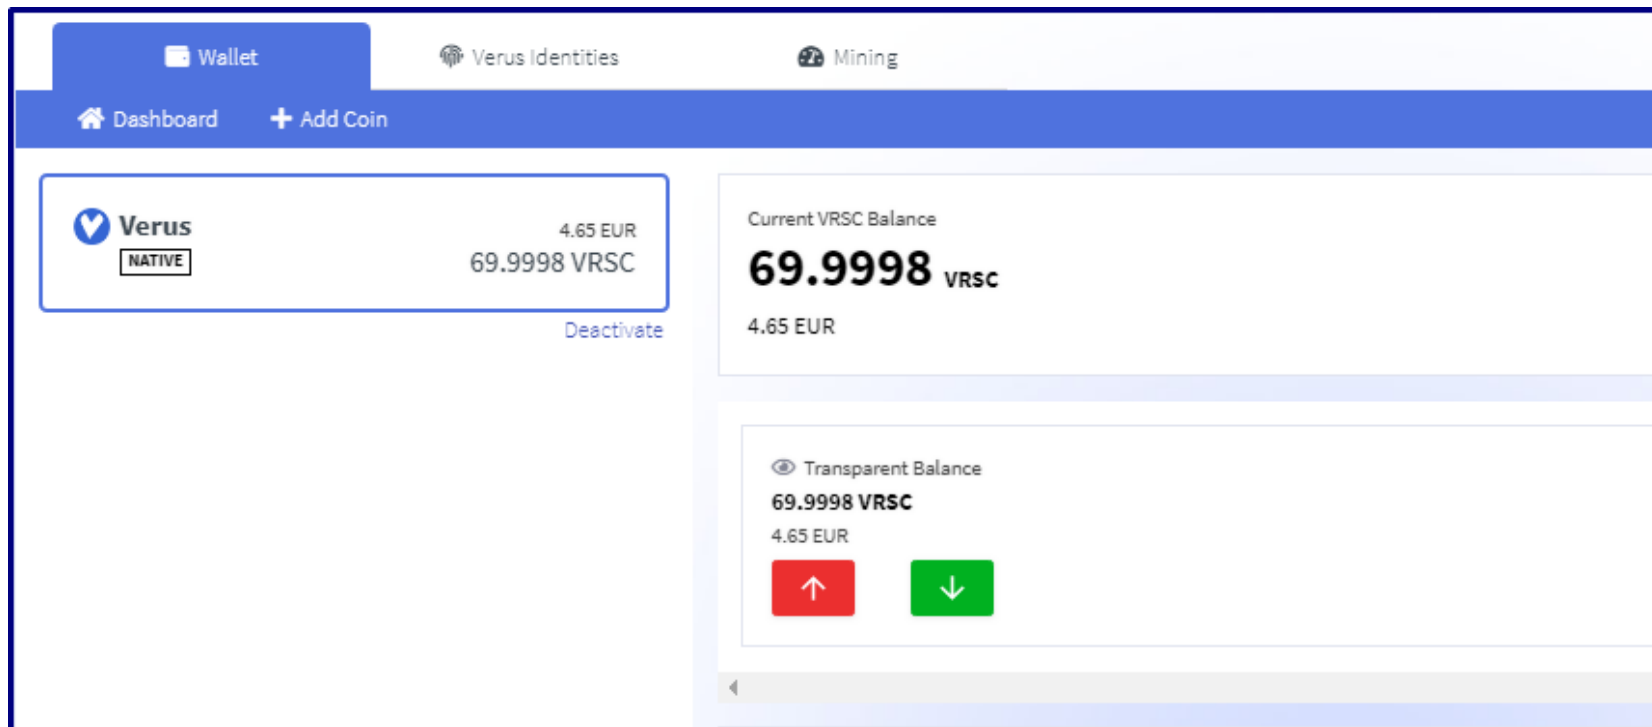 Wallet
Verus Identities
Mining
Dashboard
Add Coin
Verus
4.65 EUR
NATIVE
69.9998 VRSC
Deactivate
Current VRSC Balance
69.9998 VRSC
4.65 EUR
Transparent Balance
69.9998 VRSC
4.65 EUR